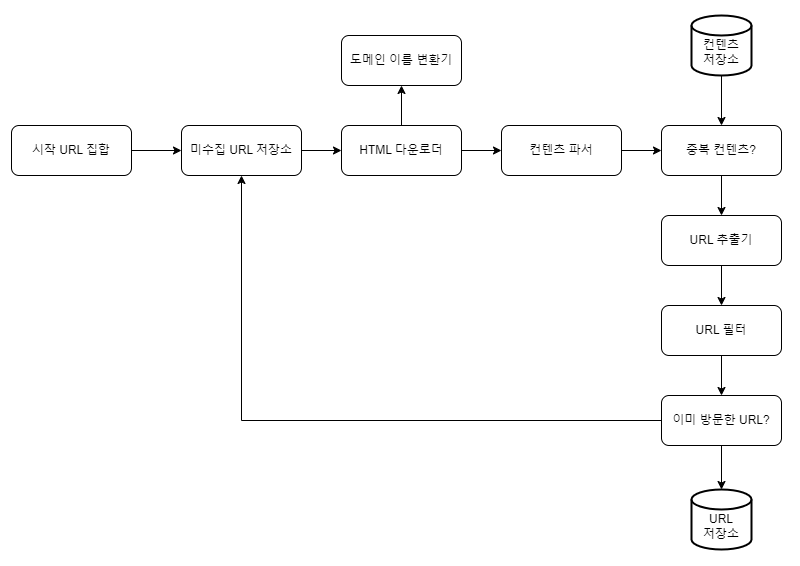 컨텐츠
저장소
도메인 이름 변환기
시작 URL 집합
미수집 URL 저장소
HTML 다운로더
컨텐츠 파서
중복 컨텐츠?
URL 추출기
URL 필터
이미 방문한 URL?
URL
저장소